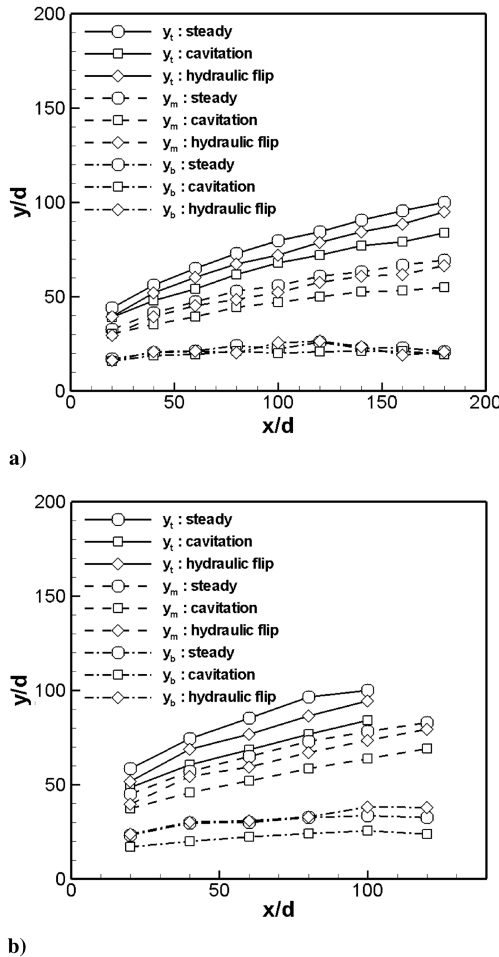 200
y_t : steady
y_t : cavitation
y_t : hydraulic flip
y_m : steady
150
y_m : cavitation
y_m : hydraulic flip
y_b : steady
y_b : cavitation
y_b : hydraulic flip
y/d
100
50
0
0 50 100 150 200
x/d
a)
200
y_t : steady
y_t : cavitation
y_t : hydraulic flip
y_m : steady
150
y_m : cavitation
y_m : hydraulic flip
y_b : steady
y_b : cavitation
y_b : hydraulic flip
y/d
100
50
0
0 50 100
x/d
b)